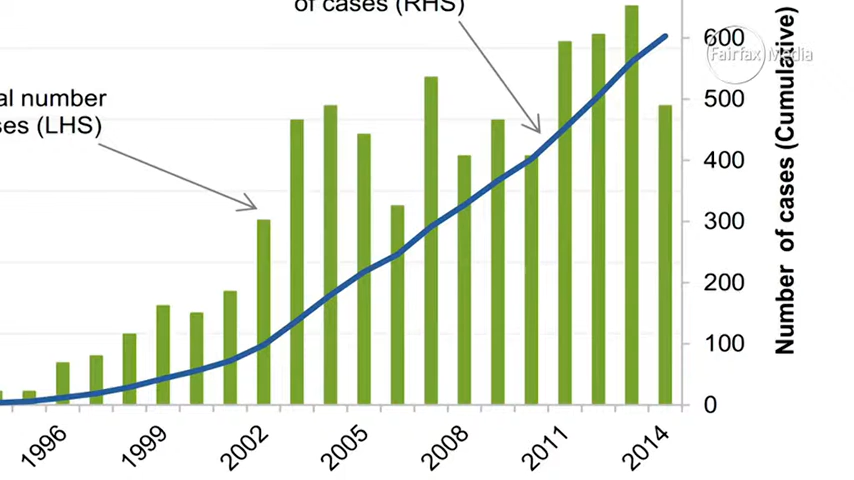 of cases (RHS)
al number
ses (LHS)
600
500
400
300
200
100
0
Number of cases (Cumulative)
Fairfax Media
1996
1999
2002
2005
2008
2011
2014